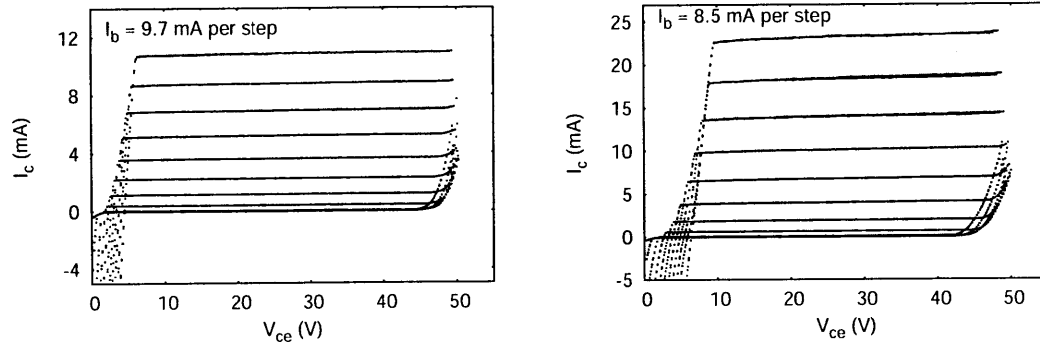 I_b = 9.7 mA per step
12
8
4
0
-4
I_c (mA)
0 10 20 30 40 50
V_ce (V)
I_b = 8.5 mA per step
25
20
15
10
5
0
-5
I_c (mA)
0 10 20 30 40 50
V_ce (V)